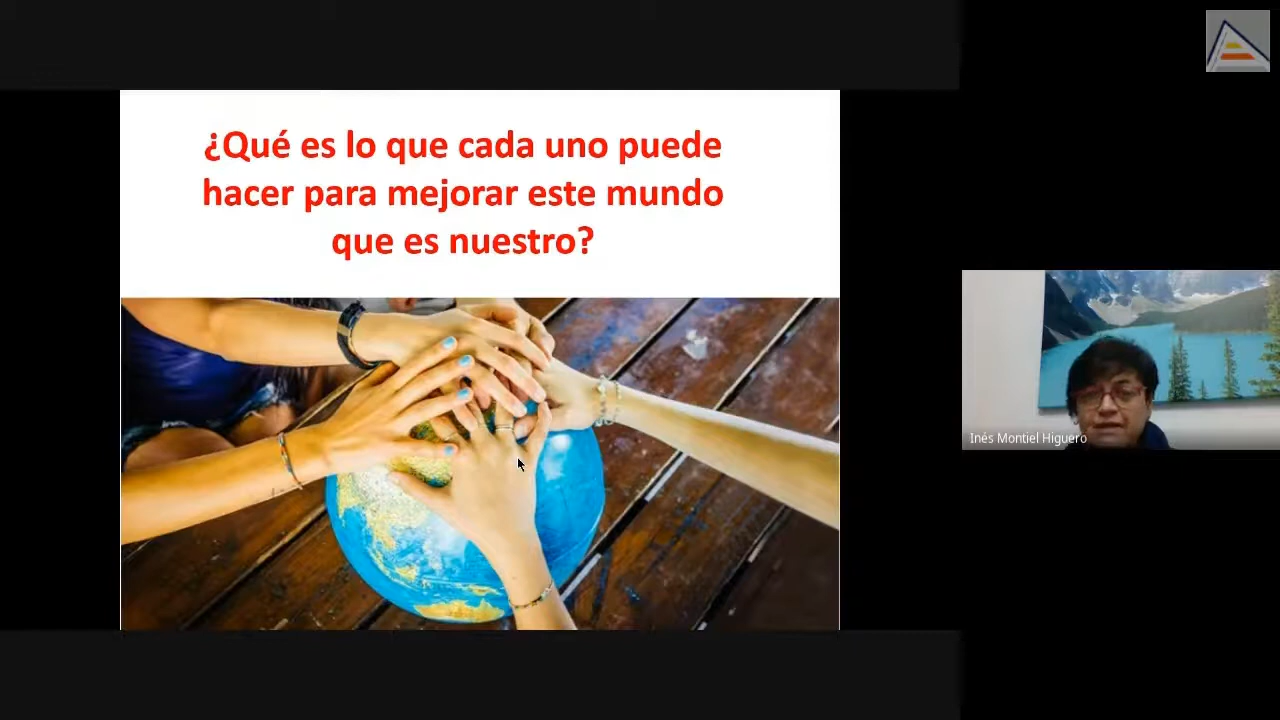 ¿Qué es lo que cada uno puede
hacer para mejorar este mundo
que es nuestro?
Inés Montiel Higuero